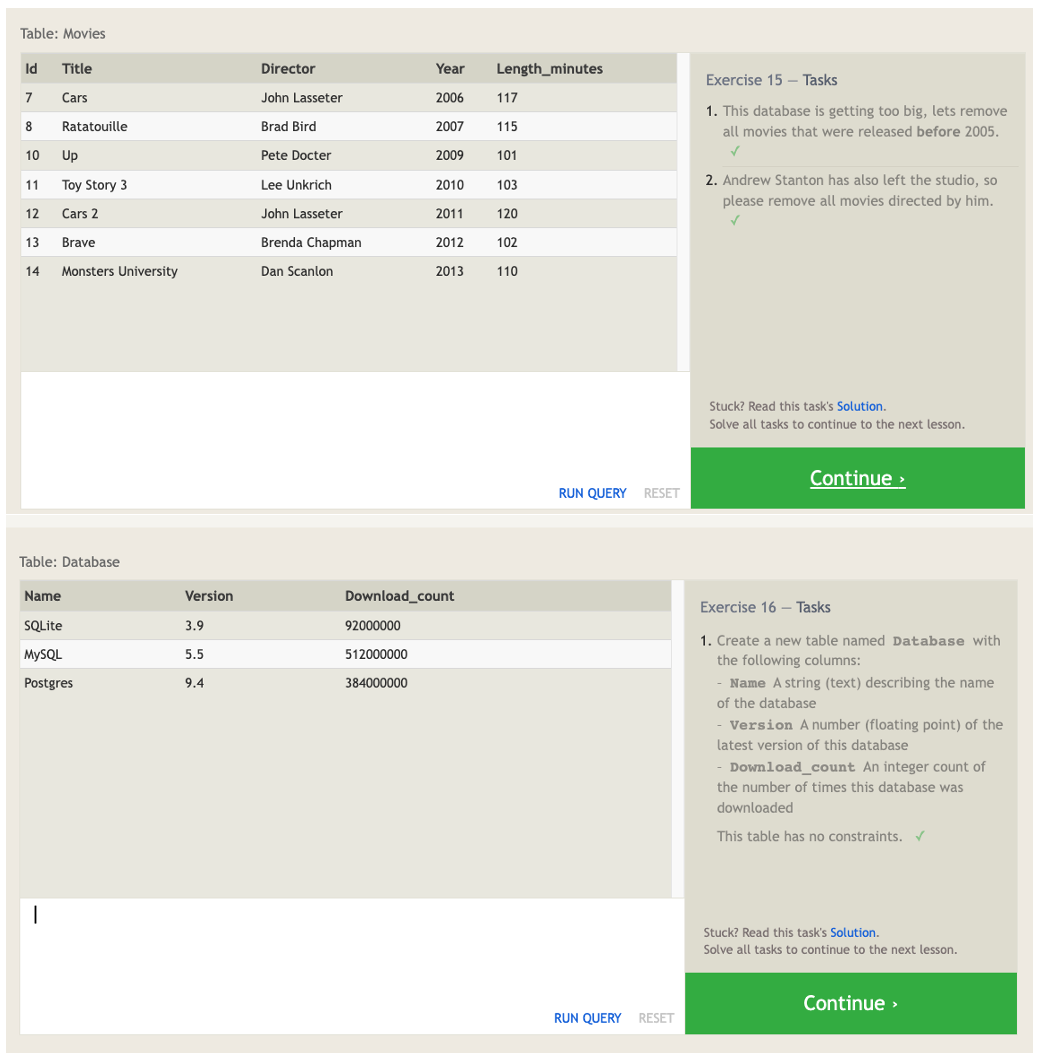 Table: Movies
Id Title Director Year Length_minutes
7 Cars John Lasseter 2006 117
8 Ratatouille Brad Bird 2007 115
10 Up Pete Docter 2009 101
11 Toy Story 3 Lee Unkrich 2010 103
12 Cars 2 John Lasseter 2011 120
13 Brave Brenda Chapman 2012 102
14 Monsters University Dan Scanlon 2013 110
RUN QUERY RESET
Exercise 15 — Tasks
1. This database is getting too big, lets remove
all movies that were released before 2005.
✓
2. Andrew Stanton has also left the studio, so
please remove all movies directed by him.
✓
Stuck? Read this task's Solution.
Solve all tasks to continue to the next lesson.
Continue ›
Table: Database
Name Version Download_count
SQLite 3.9 92000000
MySQL 5.5 512000000
Postgres 9.4 384000000
RUN QUERY RESET
Exercise 16 — Tasks
1. Create a new table named Database with
the following columns:
- Name A string (text) describing the name
of the database
- Version A number (floating point) of the
latest version of this database
- Download_count An integer count of
the number of times this database was
downloaded
This table has no constraints. ✓
Stuck? Read this task's Solution.
Solve all tasks to continue to the next lesson.
Continue ›